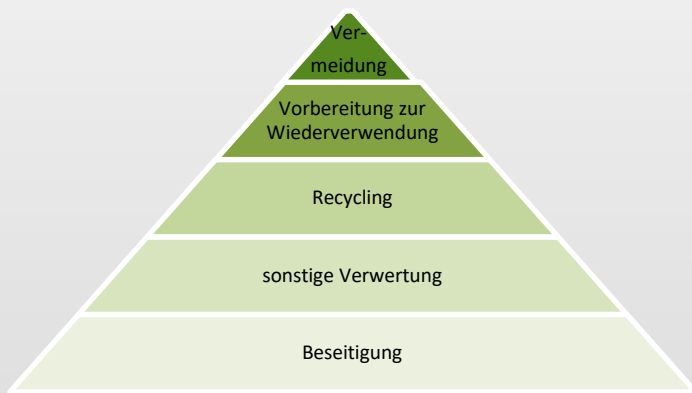 Ver-
meidung
Vorbereitung zur
Wiederverwendung
Recycling
sonstige Verwertung
Beseitigung